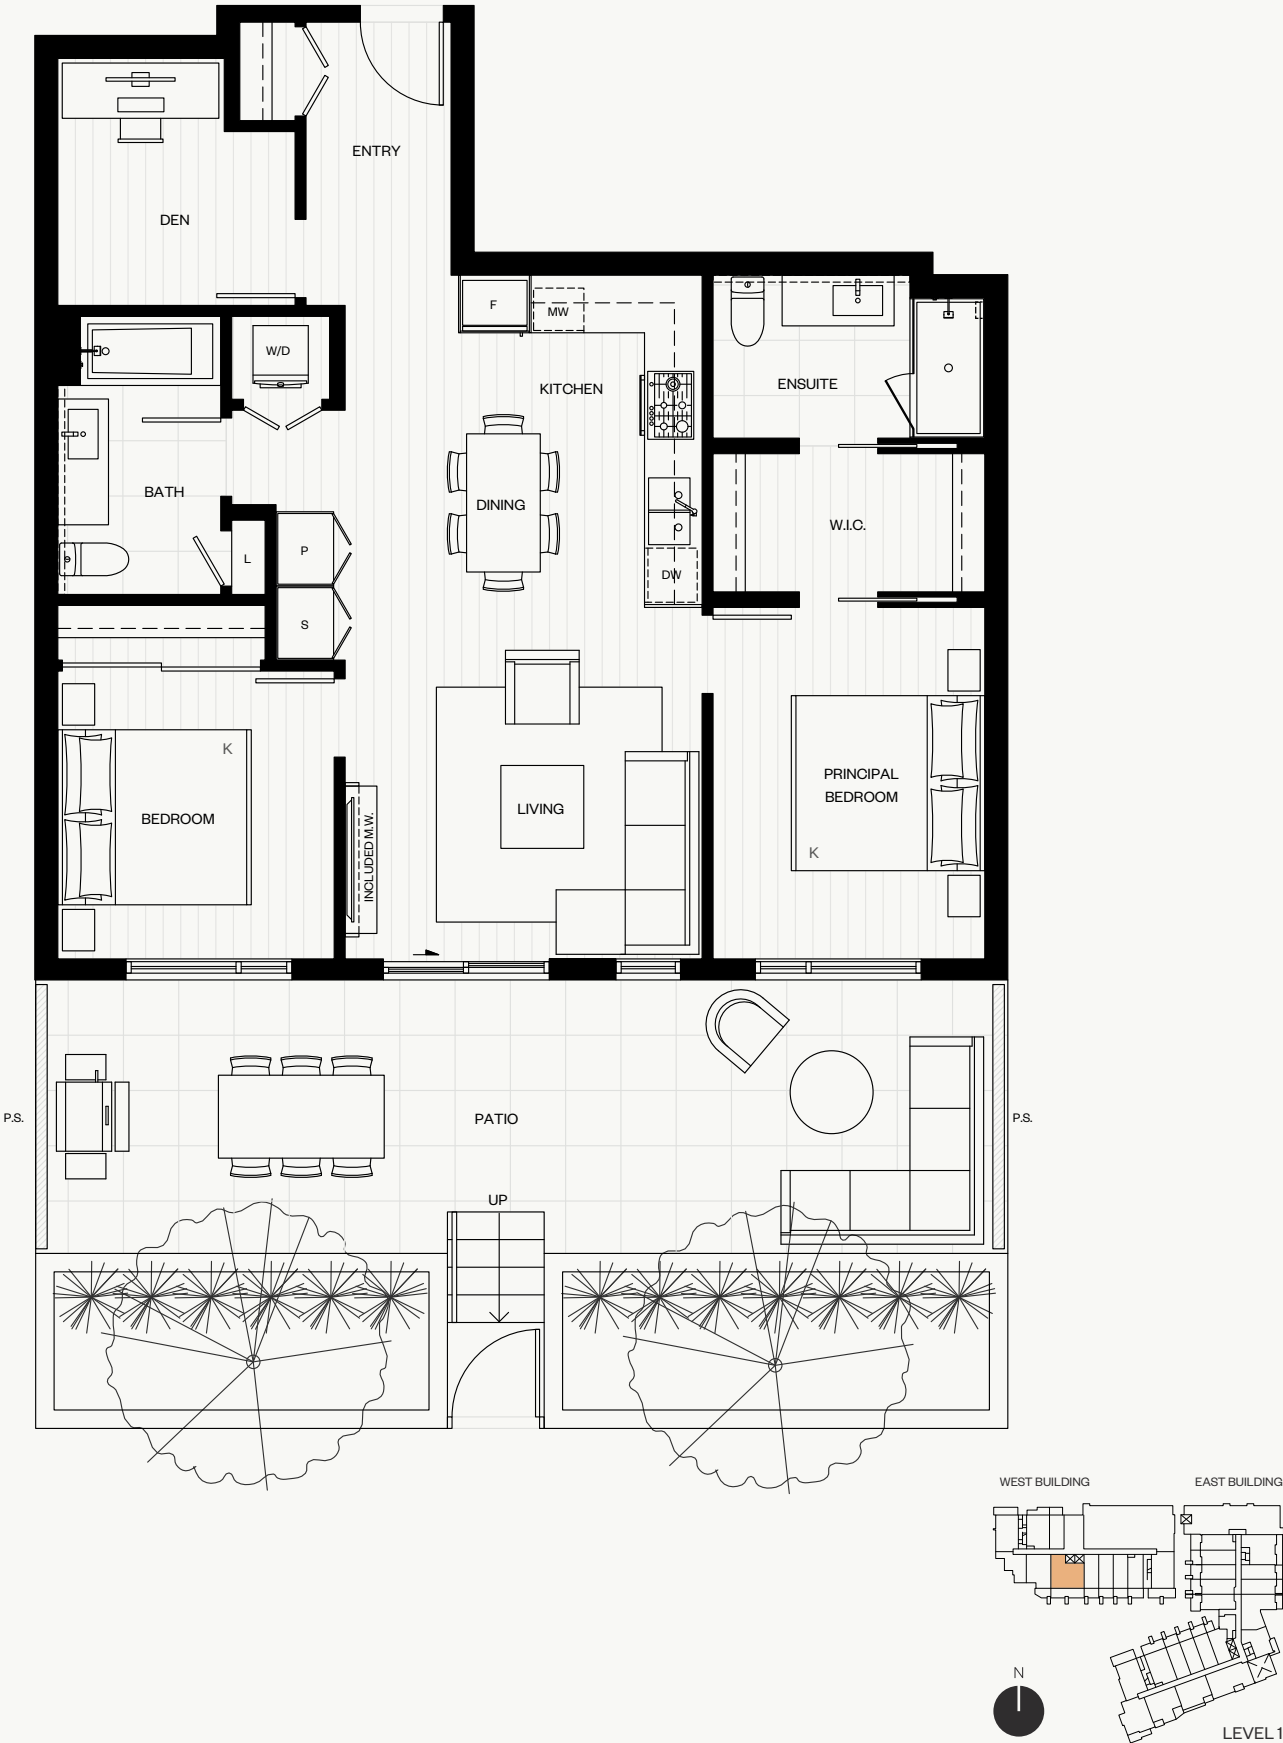 ENTRY
DEN
F
MW
W/D
KITCHEN
ENSUITE
BATH
DINING
W.I.C.
L
P
DW
S
K
PRINCIPAL
BEDROOM
BEDROOM
LIVING
INCLUDED M.W.
K
P.S.
PATIO
P.S.
UP
WEST BUILDING
EAST BUILDING
N
LEVEL 1